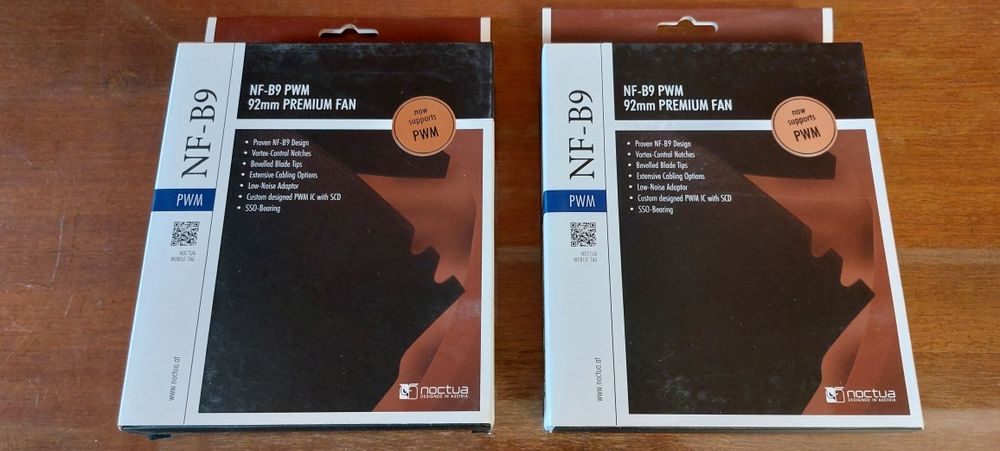 NF-B9
PWM
NOCTUA
MOBILE-TAG
www.noctua.at
NF-B9 PWM
92mm PREMIUM FAN
now
supports
PWM
• Proven NF-B9 Design
• Vortex-Control Notches
• Bevelled Blade Tips
• Extensive Cabling Options
• Low-Noise Adaptor
• Custom designed PWM IC with SCD
• SSO-Bearing
noctua
DESIGNED IN AUSTRIA
NF-B9
PWM
NOCTUA
MOBILE-TAG
www.noctua.at
NF-B9 PWM
92mm PREMIUM FAN
now
supports
PWM
• Proven NF-B9 Design
• Vortex-Control Notches
• Bevelled Blade Tips
• Extensive Cabling Options
• Low-Noise Adaptor
• Custom designed PWM IC with SCD
• SSO-Bearing
noctua
DESIGNED IN AUSTRIA